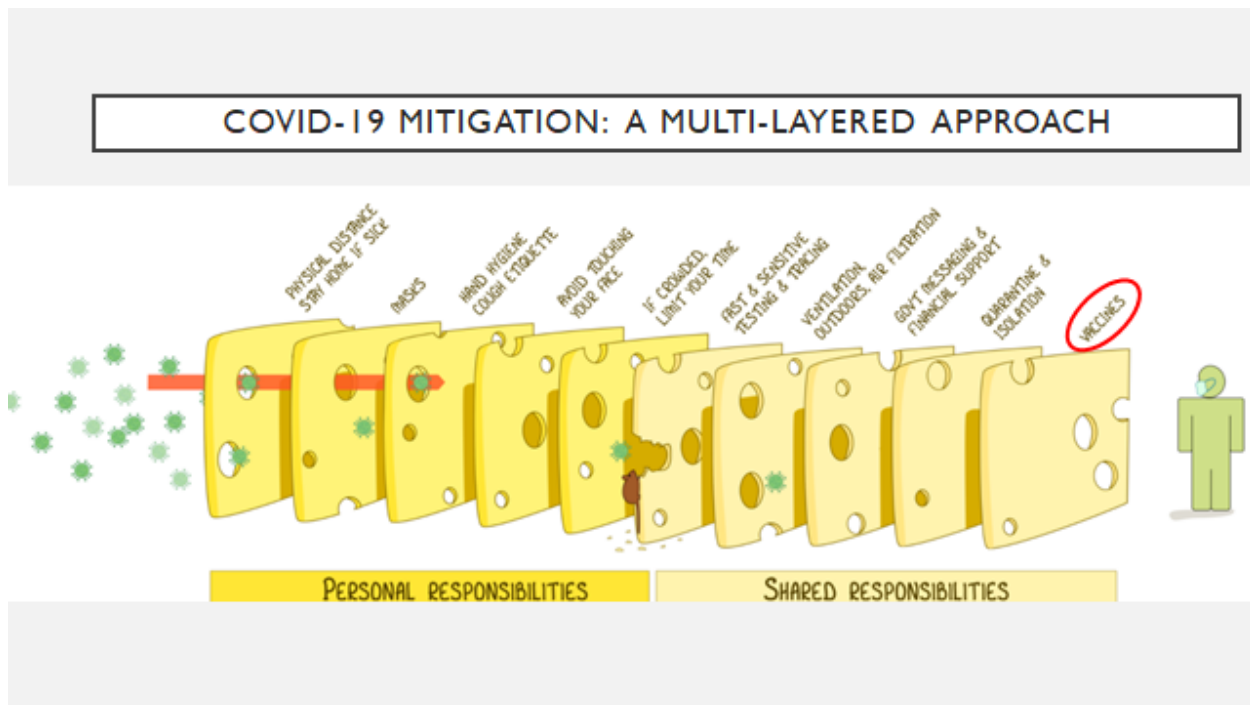 COVID-19 MITIGATION: A MULTI-LAYERED APPROACH
PHYSICAL DISTANCE
STAY HOME IF SICK
MASKS
HAND HYGIENE
COUGH ETIQUETTE
AVOID TOUCHING
YOUR FACE
IF CROWDED,
LIMIT YOUR TIME
FAST & SENSITIVE
TESTING & TRACING
VENTILATION,
OUTDOORS, AIR FILTRATION
GOVT MESSAGING &
FINANCIAL SUPPORT
QUARANTINE &
ISOLATION
VACCINES
PERSONAL RESPONSIBILITIES
SHARED RESPONSIBILITIES